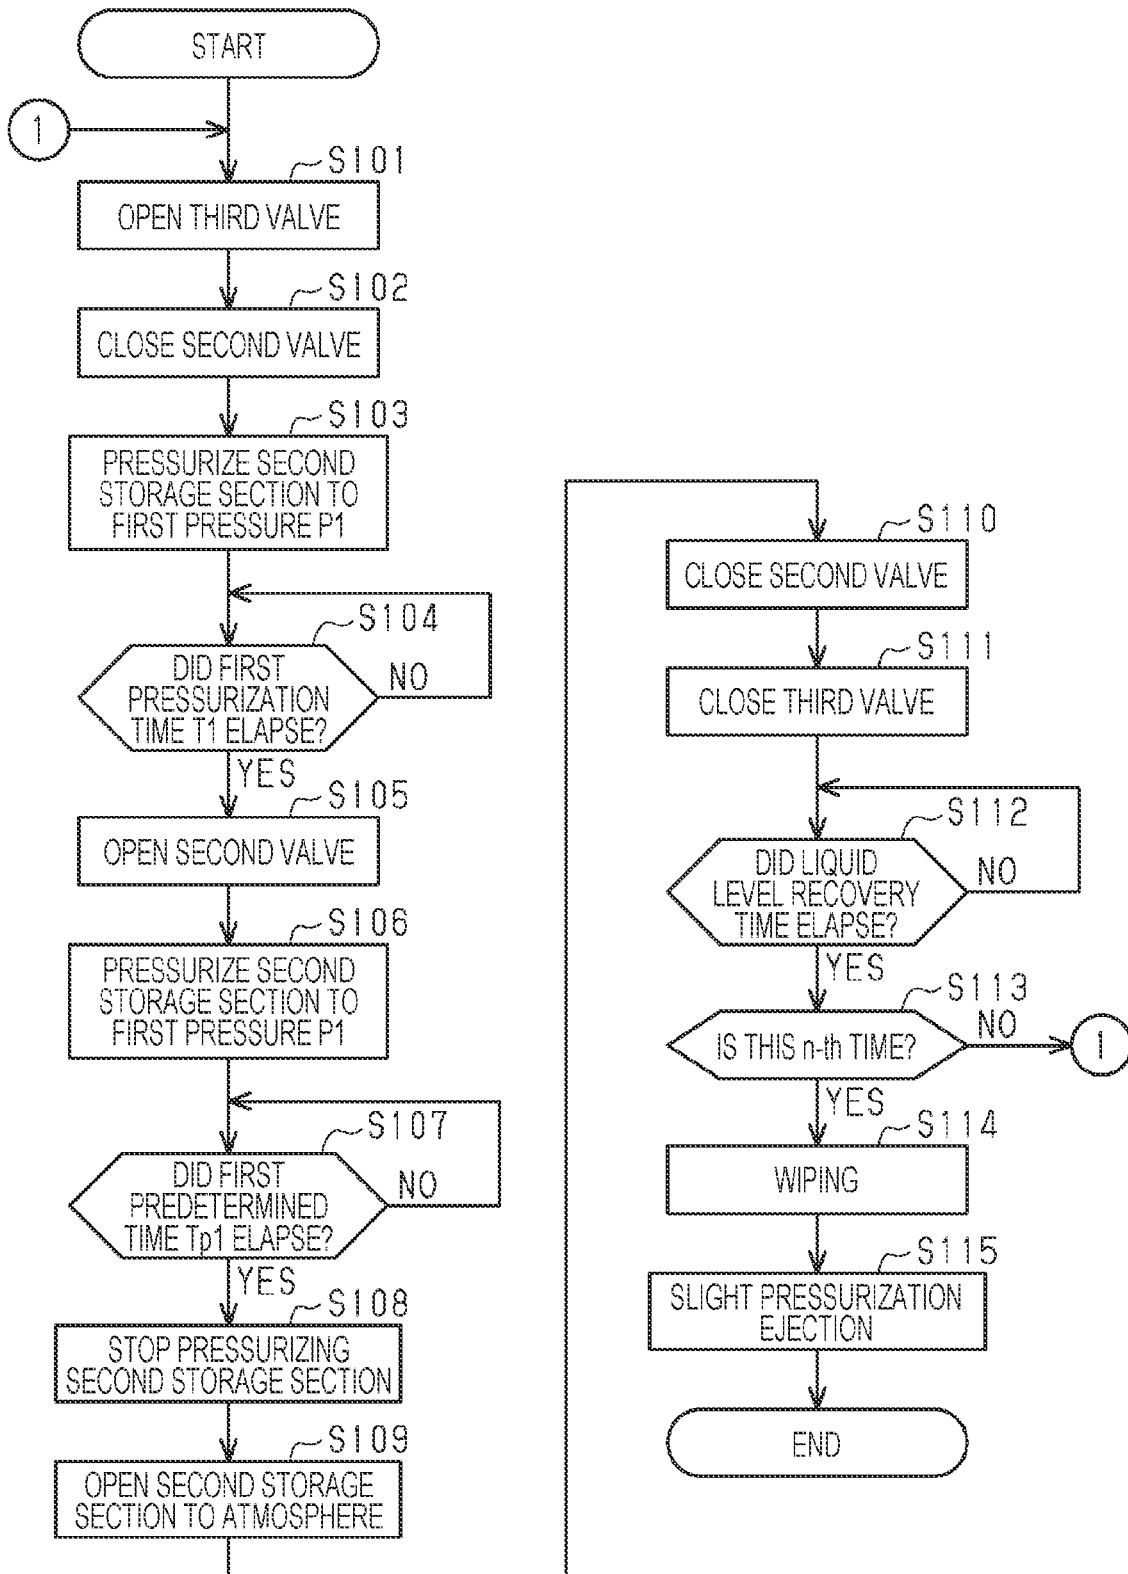 START
1
S101
OPEN THIRD VALVE
S102
CLOSE SECOND VALVE
S103
PRESSURIZE SECOND
STORAGE SECTION TO
FIRST PRESSURE P1
S104
DID FIRST
PRESSURIZATION
TIME T1 ELAPSE?
NO
YES
S105
OPEN SECOND VALVE
S106
PRESSURIZE SECOND
STORAGE SECTION TO
FIRST PRESSURE P1
S107
DID FIRST
PREDETERMINED
TIME Tp1 ELAPSE?
NO
YES
S108
STOP PRESSURIZING
SECOND STORAGE SECTION
S109
OPEN SECOND STORAGE
SECTION TO ATMOSPHERE
S110
CLOSE SECOND VALVE
S111
CLOSE THIRD VALVE
S112
DID LIQUID
LEVEL RECOVERY
TIME ELAPSE?
NO
YES
S113
IS THIS n-th TIME?
NO
1
YES
S114
WIPING
S115
SLIGHT PRESSURIZATION
EJECTION
END